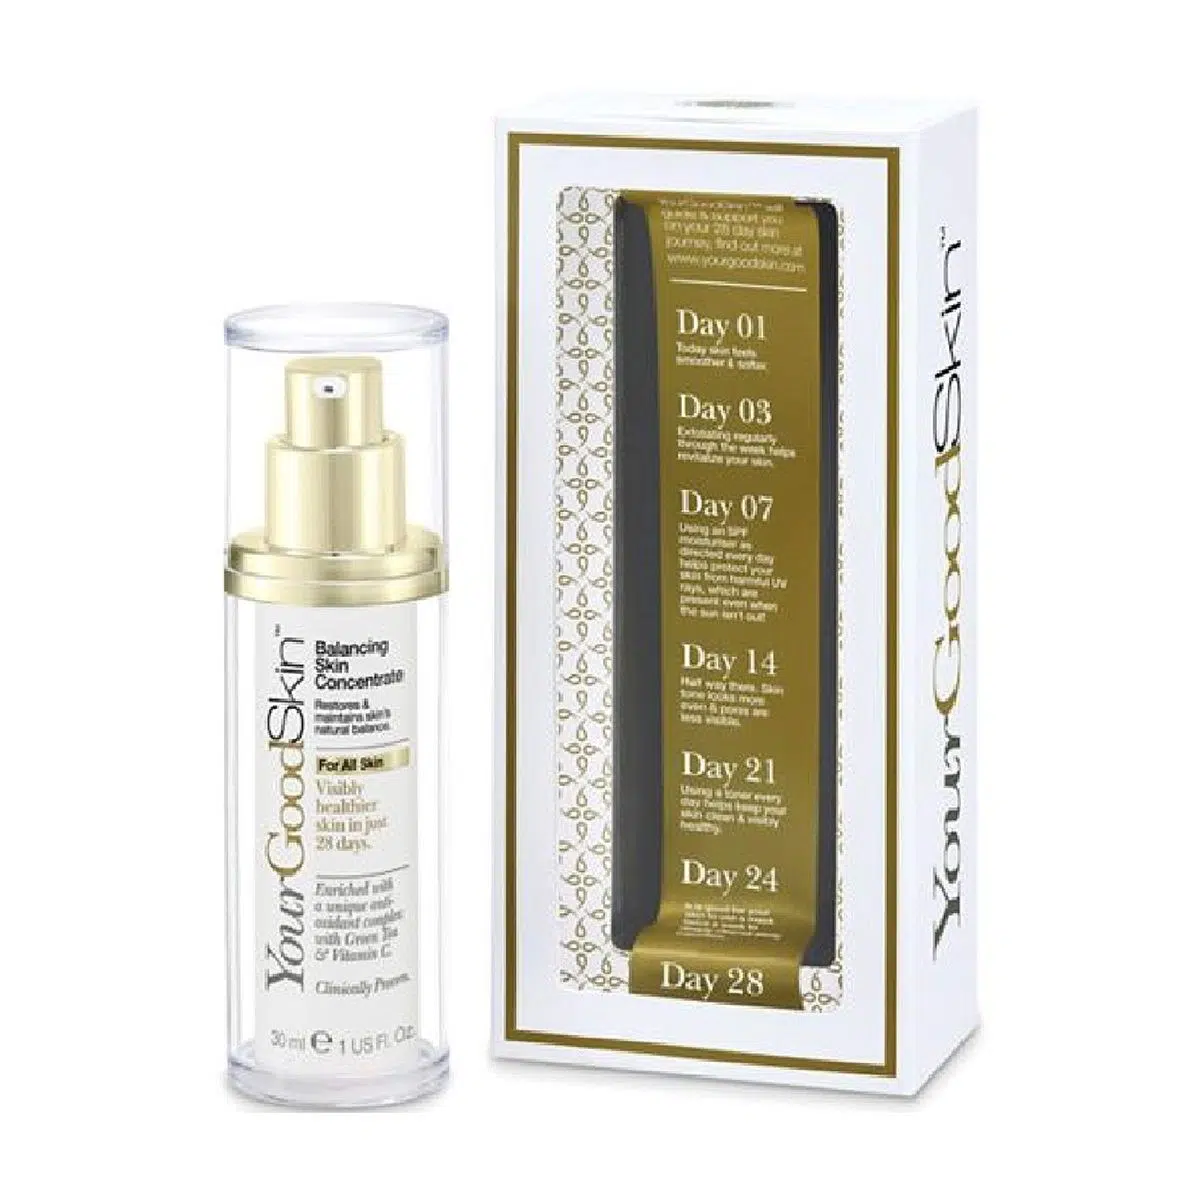 YourGoodSkin™
Balancing
Skin
Concentrate
Restores &
maintains skin's
natural balance.
For All Skin
Visibly
healthier
skin in just
28 days.
Enriched with
a unique anti-
oxidant complex
with Green Tea
& Vitamin C.
Clinically Proven.
30 ml e 1 US Fl. Oz.
YourGoodSkin™ will
guide & support you
on your 28 day skin
journey, find out more at
www.yourgoodskin.com
Day 01
Today skin feels
smoother & softer.
Day 03
Exfoliating regularly
through the week helps
revitalize your skin.
Day 07
Using an SPF
moisturiser as
directed every day
helps protect your
skin from harmful UV
rays, which are
present even when
the sun isn't out!
Day 14
Half way there. Skin
tone looks more
even & pores are
less visible.
Day 21
Using a toner every
day helps keep your
skin clean & visibly
healthy.
Day 24
Day 28
YourGoodSkin™